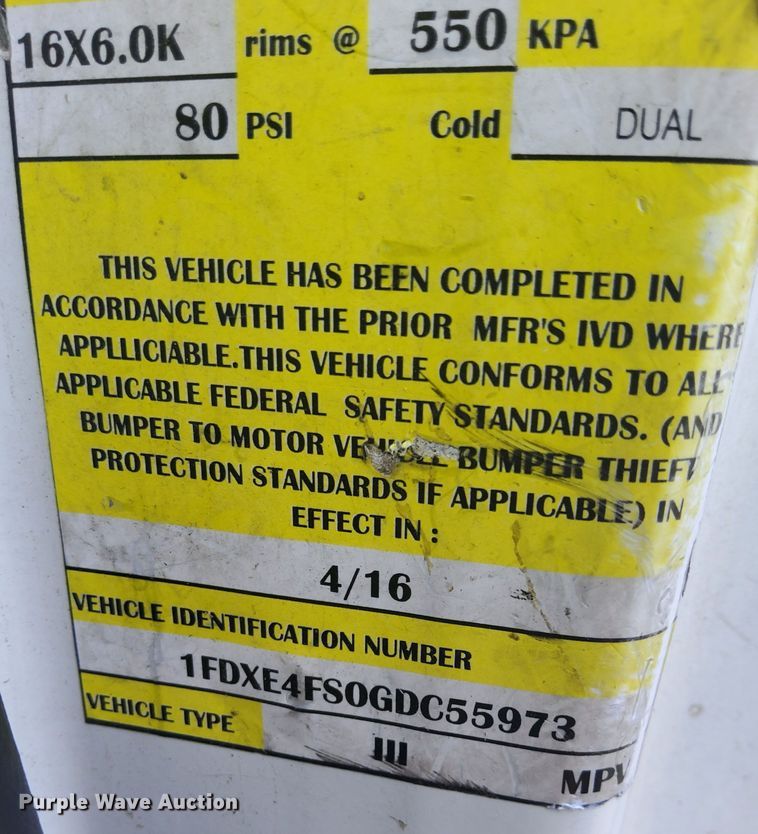 16X6.0K rims @ 550 KPA
80 PSI Cold DUAL
THIS VEHICLE HAS BEEN COMPLETED IN
ACCORDANCE WITH THE PRIOR MFR'S IVD WHERE
APPLLICIABLE.THIS VEHICLE CONFORMS TO ALL
APPLICABLE FEDERAL SAFETY STANDARDS. (AND
BUMPER TO MOTOR VEHICLE BUMPER THIEFT
PROTECTION STANDARDS IF APPLICABLE) IN
EFFECT IN :
4/16
VEHICLE IDENTIFICATION NUMBER
1FDXE4FS0GDC55973
VEHICLE TYPE III MPV
Purple Wave Auction